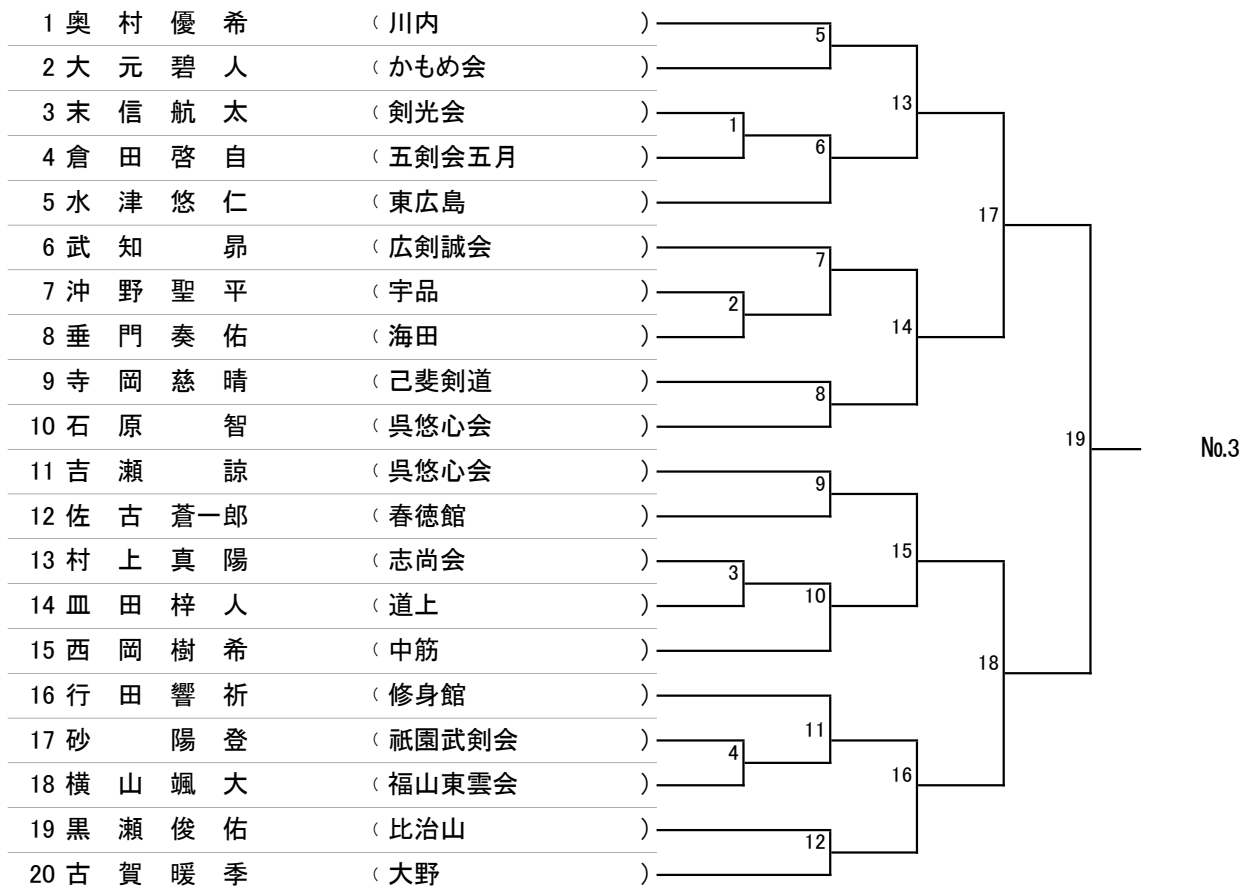 1 奥村優希 (川内)
2 大元碧人 (かもめ会)
3 末信航太 (剣光会)
4 倉田啓自 (五剣会五月)
5 水津悠仁 (東広島)
6 武知昴 (広剣誠会)
7 沖野聖平 (宇品)
8 垂門奏佑 (海田)
9 寺岡慈晴 (己斐剣道)
10 石原智 (呉悠心会)
11 吉瀬諒 (呉悠心会)
12 佐古蒼一郎 (春徳館)
13 村上真陽 (志尚会)
14 皿田梓人 (道上)
15 西岡樹希 (中筋)
16 行田響祈 (修身館)
17 砂陽登 (祇園武剣会)
18 横山颯大 (福山東雲会)
19 黒瀬俊佑 (比治山)
20 古賀暖季 (大野)
1
2
3
4
5
6
7
8
9
10
11
12
13
14
15
16
17
18
19
№3